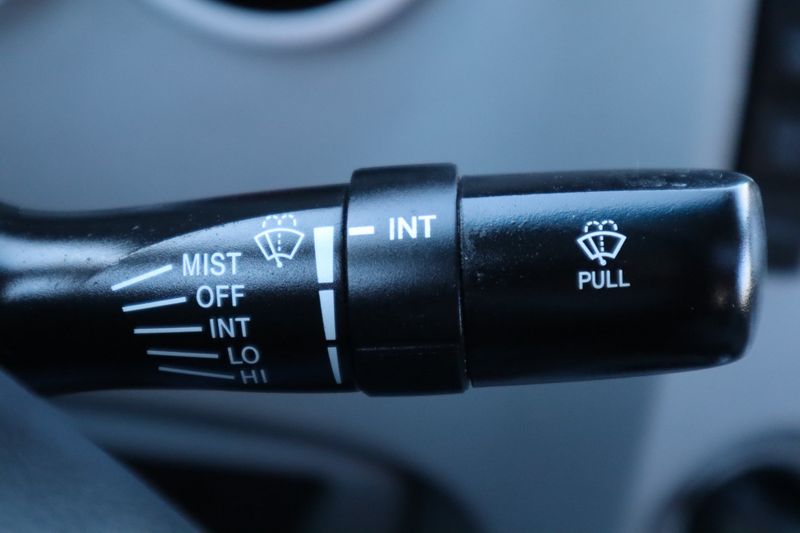 MIST
OFF
INT
LO
HI
INT
PULL